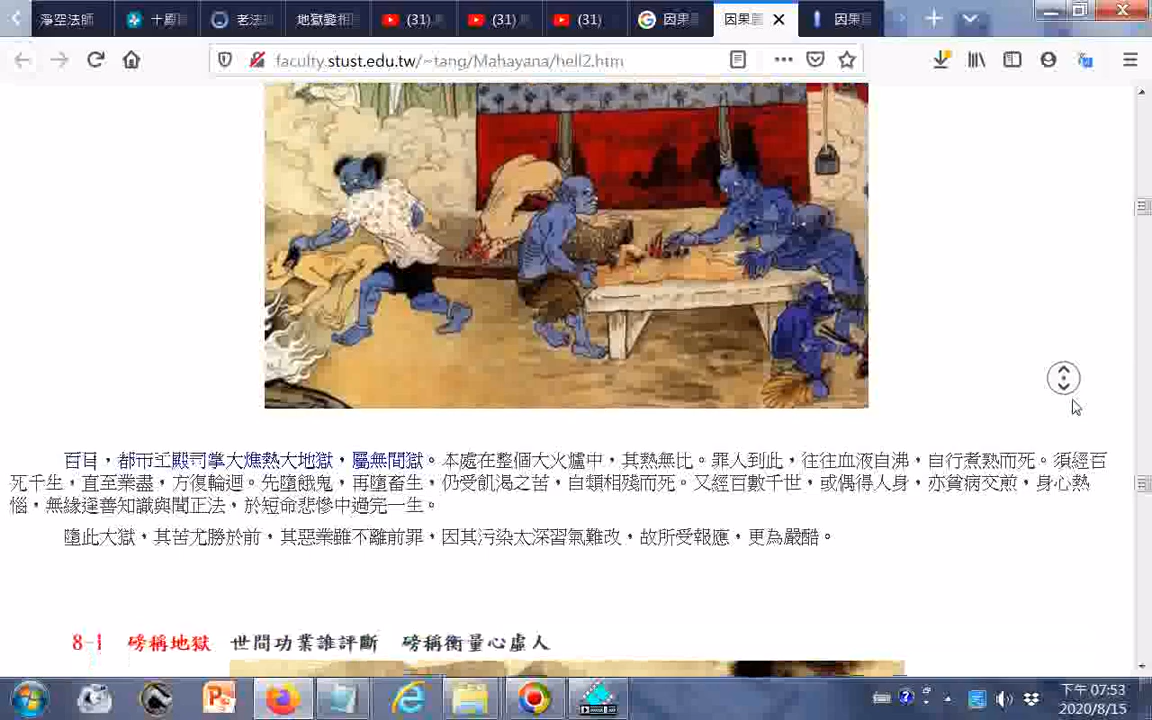 淨空法師
十殿
老法
地獄變相
(31)
(31)
(31)
因果
因果
因果
faculty.stust.edu.tw/~tang/Mahayana/hell2.htm
百目，都市王殿司掌大燋熱大地獄，屬無間獄。本處在整個大火爐中，其熱無比。罪人到此，往往血液自沸，自行煮熟而死。須經百
死千生，直至業盡，方復輪迴。先墮餓鬼，再墮畜生，仍受飢渴之苦，自類相殘而死。又經百數千世，或偶得人身，亦貧病交煎，身心熱
惱，無緣逢善知識與聞正法，於短命悲慘中過完一生。
墮此大獄，其苦尤勝於前，其惡業雖不離前罪，因其污染太深習氣難改，故所受報應，更為嚴酷。
8-1 磅稱地獄 世間功業誰評斷 磅稱衡量心虛人
下午 07:53
2020/8/15